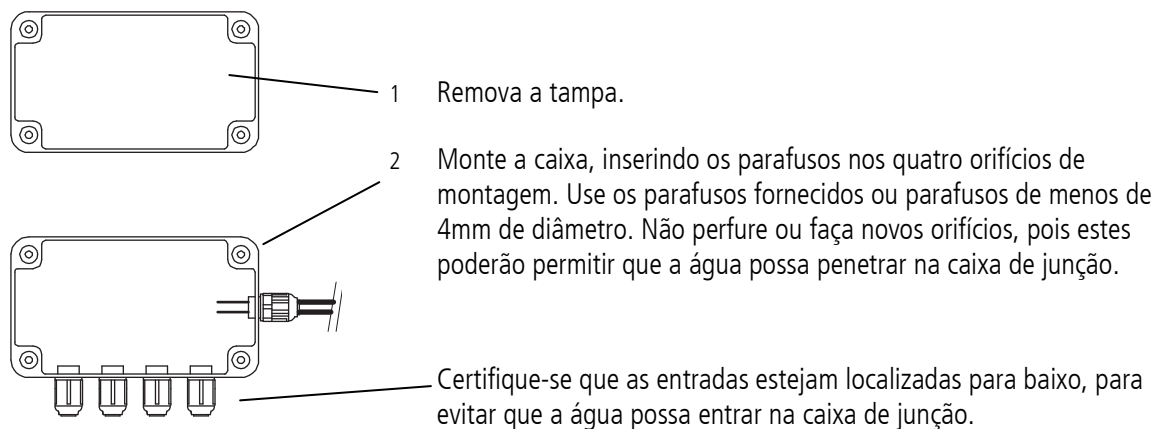 1 Remova a tampa.
2 Monte a caixa, inserindo os parafusos nos quatro orifícios de
montagem. Use os parafusos fornecidos ou parafusos de menos de
4mm de diâmetro. Não perfure ou faça novos orifícios, pois estes
poderão permitir que a água possa penetrar na caixa de junção.
Certifique-se que as entradas estejam localizadas para baixo, para
evitar que a água possa entrar na caixa de junção.